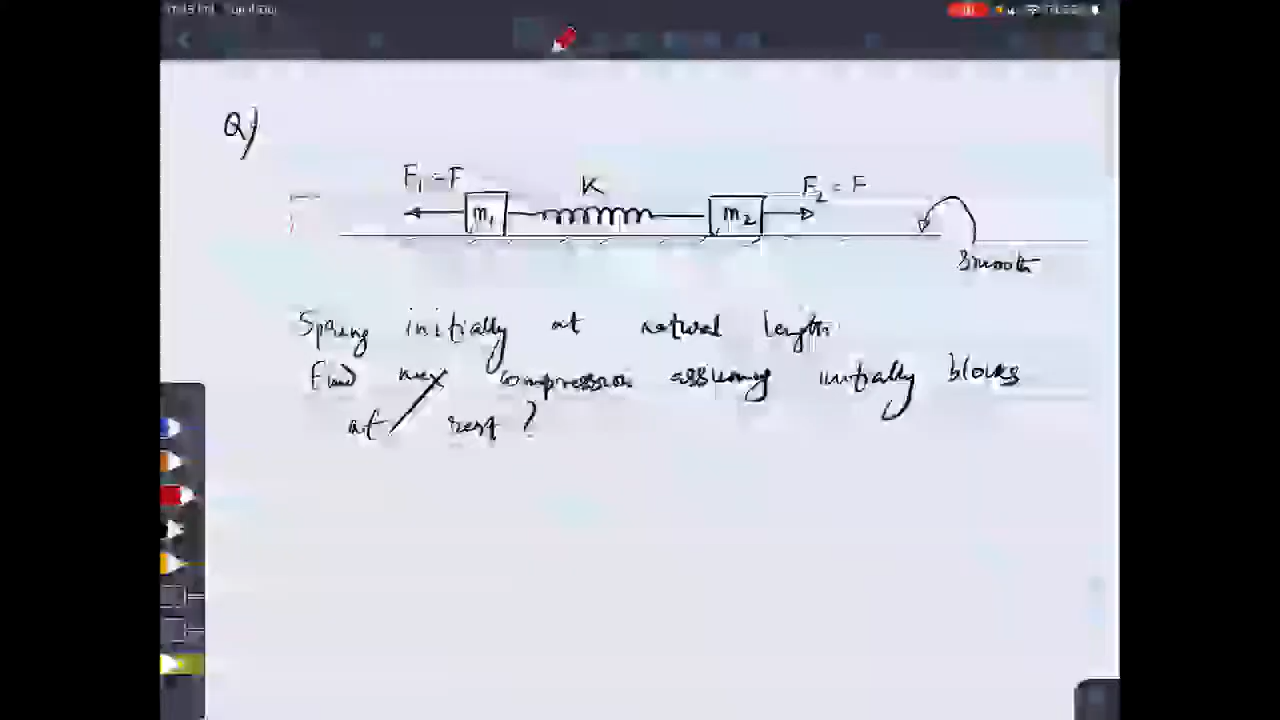 Q)
F₁ = F
K
F₂ = F
m₁
m₂
Smooth
Spring initially at natural length
Find max compression assuming initially blocks
at rest ?